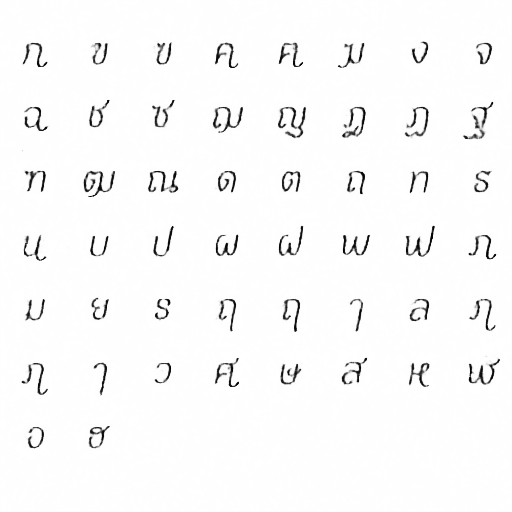 ก ข ฃ ค ฅ ฆ ง จ
ฉ ช ซ ฌ ญ ฎ ฏ ฐ
ฑ ฒ ณ ด ต ถ ท ธ
น บ ป ผ ฝ พ ฟ ภ
ม ย ร ฤ ฤ ๅ ล ฦ
ฦ ๅ ว ศ ษ ส ห ฬ
อ ฮ